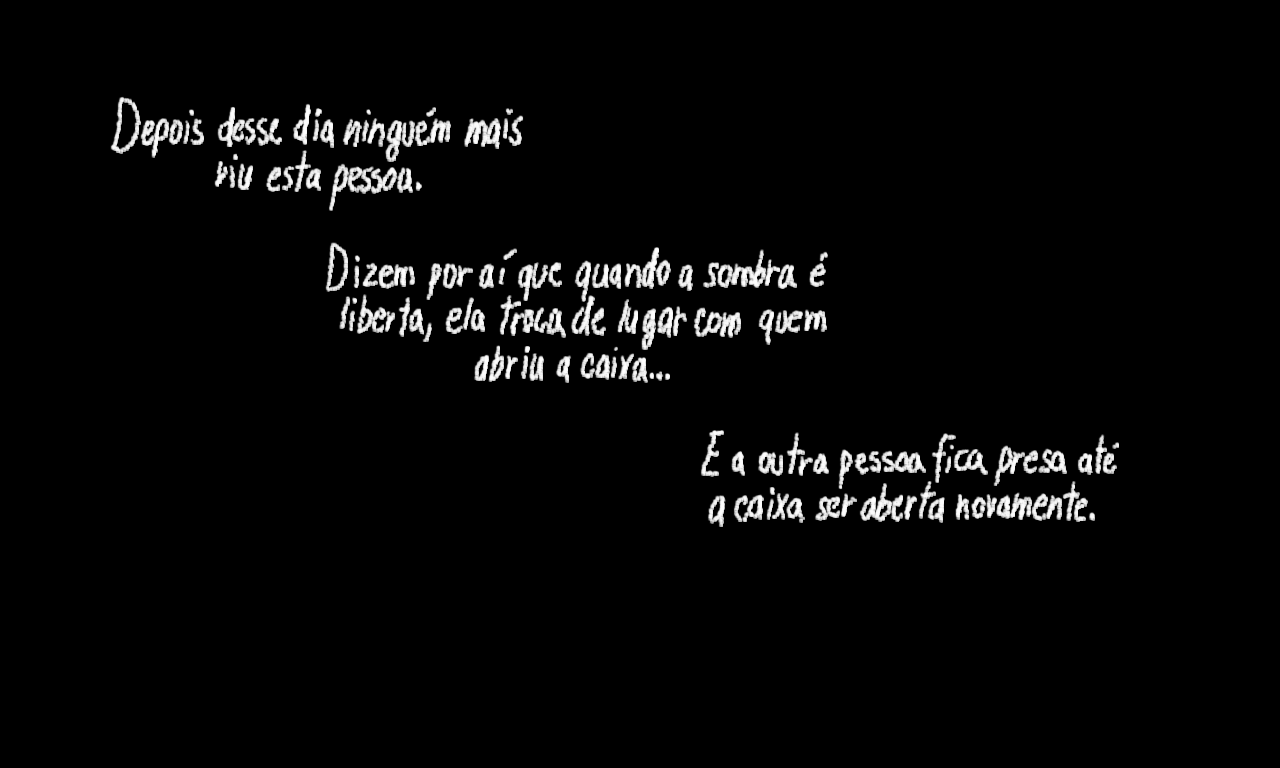 Depois desse dia ninguém mais
viu esta pessoa.
Dizem por aí que quando a sombra é
liberta, ela troca de lugar com quem
abriu a caixa...
E a outra pessoa fica presa até
a caixa ser aberta novamente.